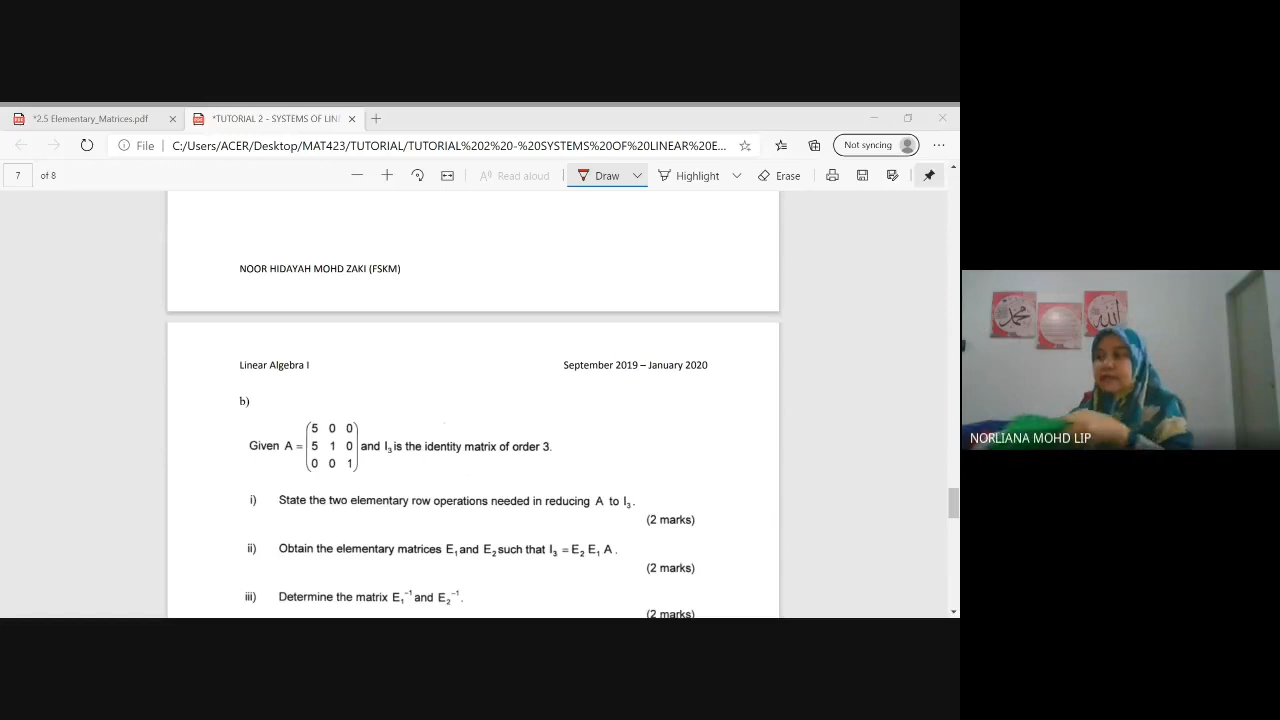 *2.5 Elementary_Matrices.pdf
*TUTORIAL 2 - SYSTEMS OF LIN
File
C:/Users/ACER/Desktop/MAT423/TUTORIAL/TUTORIAL%202%20-%20SYSTEMS%20OF%20LINEAR%20E...
Not syncing
7 of 8
Read aloud
Draw
Highlight
Erase
NOOR HIDAYAH MOHD ZAKI (FSKM)
Linear Algebra I September 2019 – January 2020
b)
5 0 0
Given A = 5 1 0 and I₃ is the identity matrix of order 3.
0 0 1
i) State the two elementary row operations needed in reducing A to I₃.
(2 marks)
ii) Obtain the elementary matrices E₁ and E₂ such that I₃ = E₂ E₁ A .
(2 marks)
iii) Determine the matrix E₁⁻¹ and E₂⁻¹.
(2 marks)
محمد
الله
NORLIANA MOHD LIP